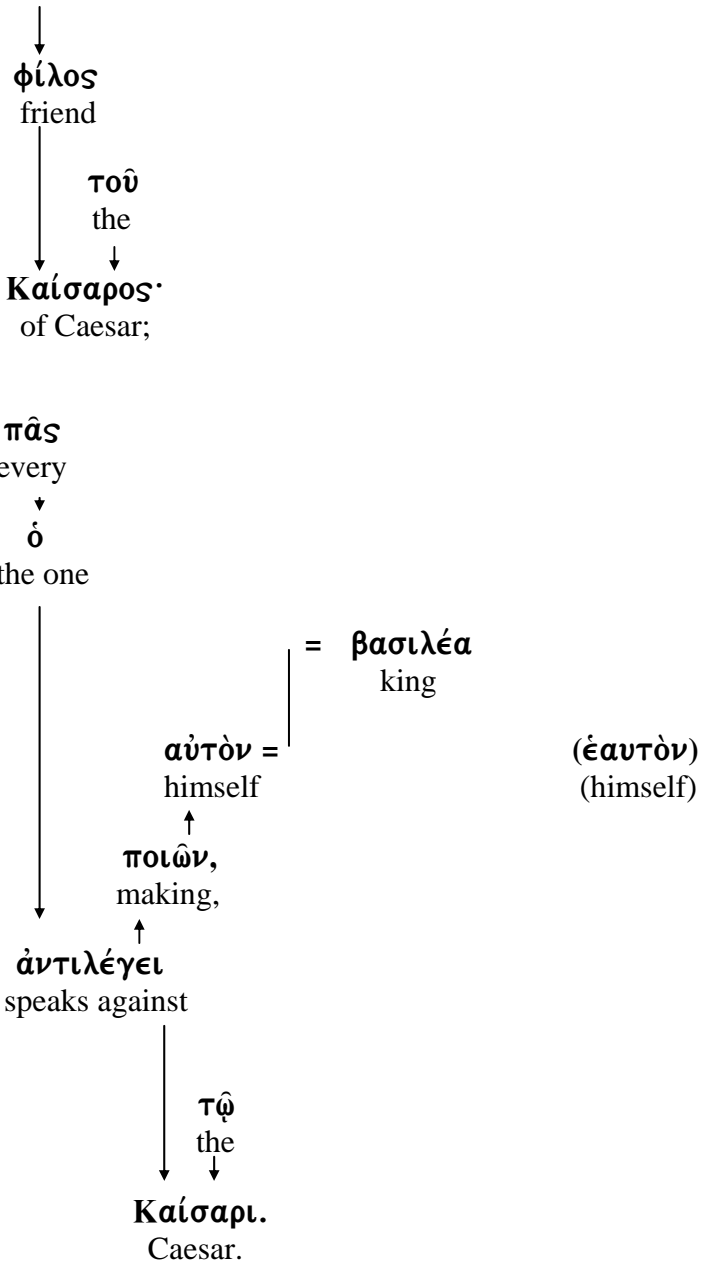 φίλος
friend
τοῦ
the
Καίσαρος·
of Caesar;
πᾶς
every
ὁ
the one
= βασιλέα
king
αὐτὸν = (ἑαυτὸν)
himself (himself)
ποιῶν,
making,
ἀντιλέγει
speaks against
τῷ
the
Καίσαρι.
Caesar.